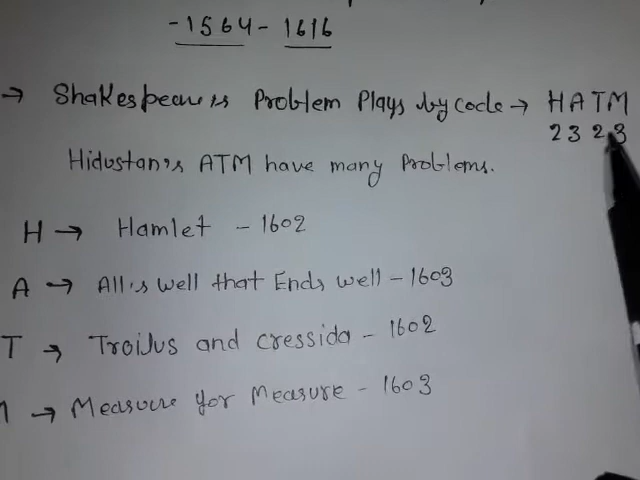 -1564-1616
→ Shakespear's Problem Plays by code → HATM
2323
Hidustan's ATM have many Problems.
H → Hamlet - 1602
A → All's well that Ends well - 1603
T → Troilus and cressida - 1602
M → Measure for Measure - 1603